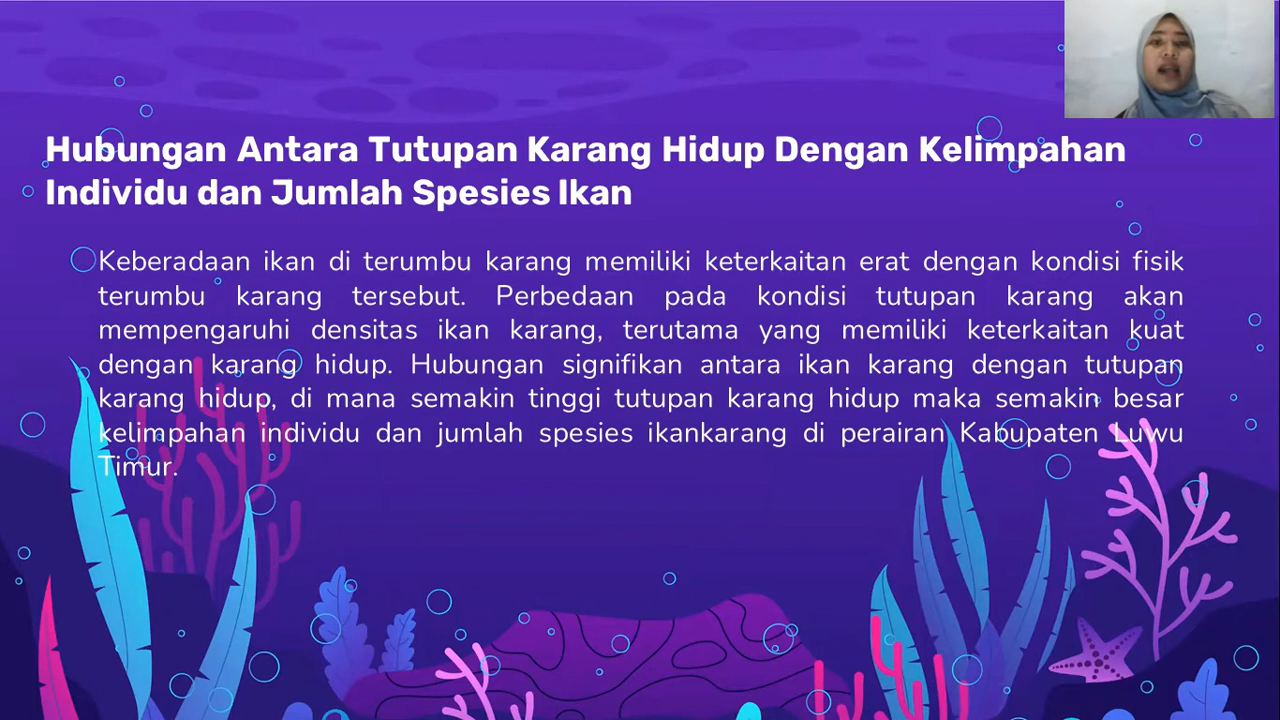 Hubungan Antara Tutupan Karang Hidup Dengan Kelimpahan
Individu dan Jumlah Spesies Ikan
Keberadaan ikan di terumbu karang memiliki keterkaitan erat dengan kondisi fisik
terumbu karang tersebut. Perbedaan pada kondisi tutupan karang akan
mempengaruhi densitas ikan karang, terutama yang memiliki keterkaitan kuat
dengan karang hidup. Hubungan signifikan antara ikan karang dengan tutupan
karang hidup, di mana semakin tinggi tutupan karang hidup maka semakin besar
kelimpahan individu dan jumlah spesies ikankarang di perairan Kabupaten Luwu
Timur.